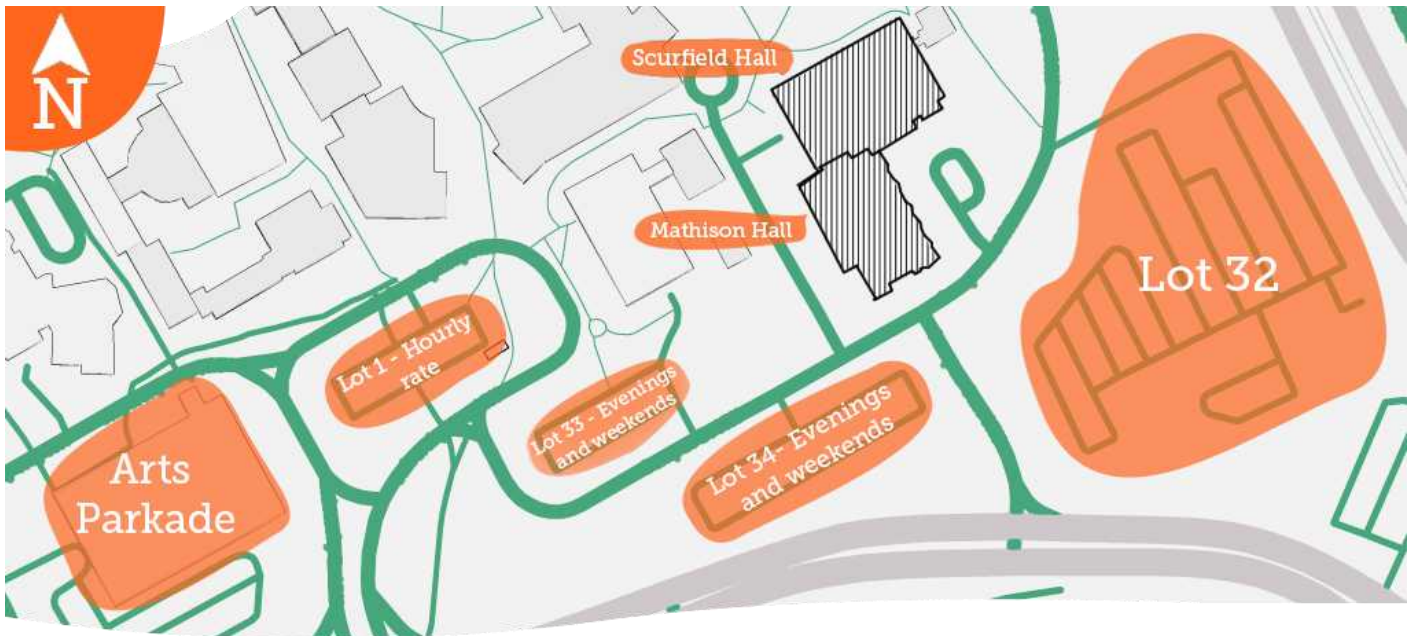 N
Scurfield Hall
Mathison Hall
Lot 32
Lot 1 - Hourly
rate
Lot 33 - Evenings
and weekends
Lot 34- Evenings
and weekends
Arts
Parkade